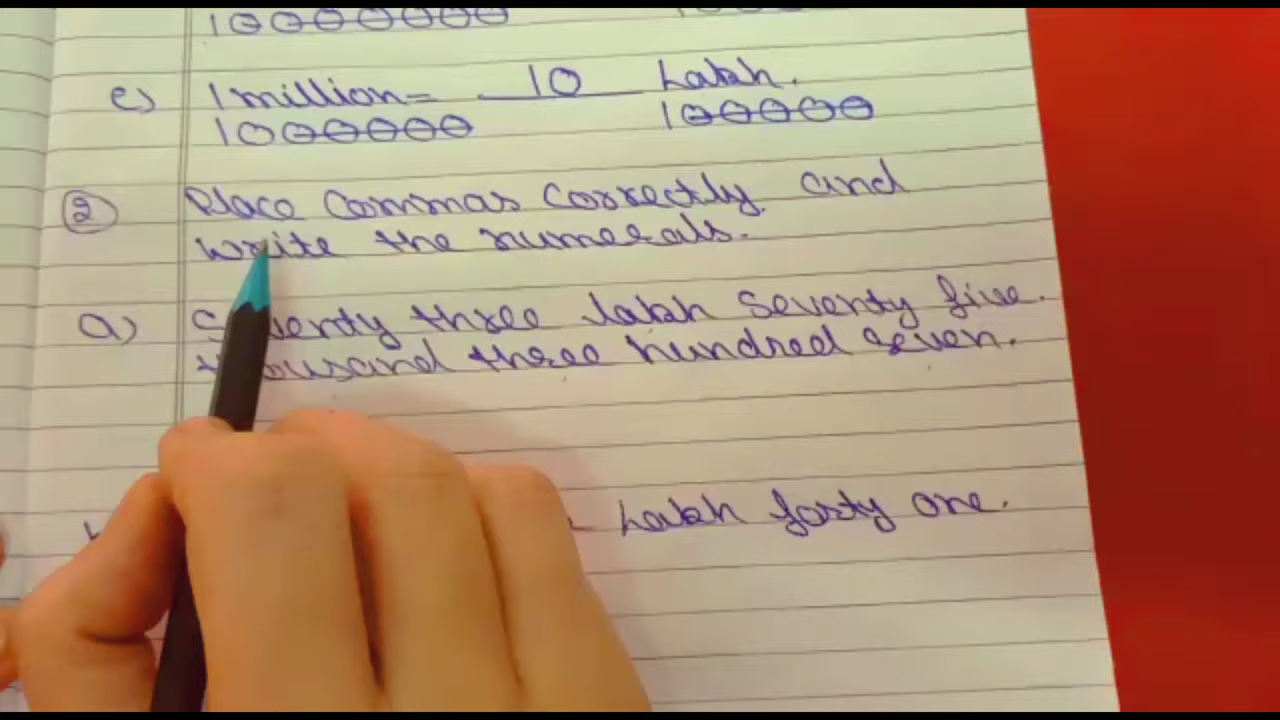 10000000
e) 1 million = 10 Lakh.
1000000 100000
2 Place Commas Correctly and
write the numerals.
a) Seventy three lakh Seventy five
thousand three hundred seven.
Lakh forty one.